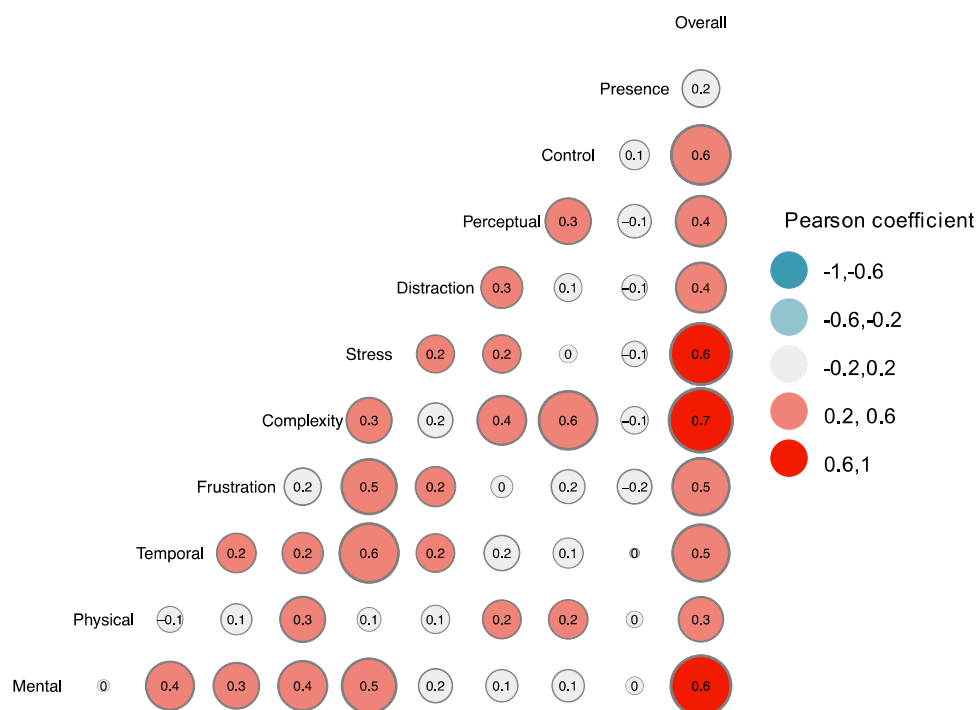 Overall
Presence 0.2
Control 0.1 0.6
Perceptual 0.3 −0.1 0.4
Distraction 0.3 0.1 −0.1 0.4
Stress 0.2 0.2 0 −0.1 0.6
Complexity 0.3 0.2 0.4 0.6 −0.1 0.7
Frustration 0.2 0.5 0.2 0 0.2 −0.2 0.5
Temporal 0.2 0.2 0.6 0.2 0.2 0.1 0 0.5
Physical −0.1 0.1 0.3 0.1 0.1 0.2 0.2 0 0.3
Mental 0 0.4 0.3 0.4 0.5 0.2 0.1 0.1 0 0.6
Pearson coefficient
-1,-0.6
-0.6,-0.2
-0.2,0.2
0.2, 0.6
0.6,1